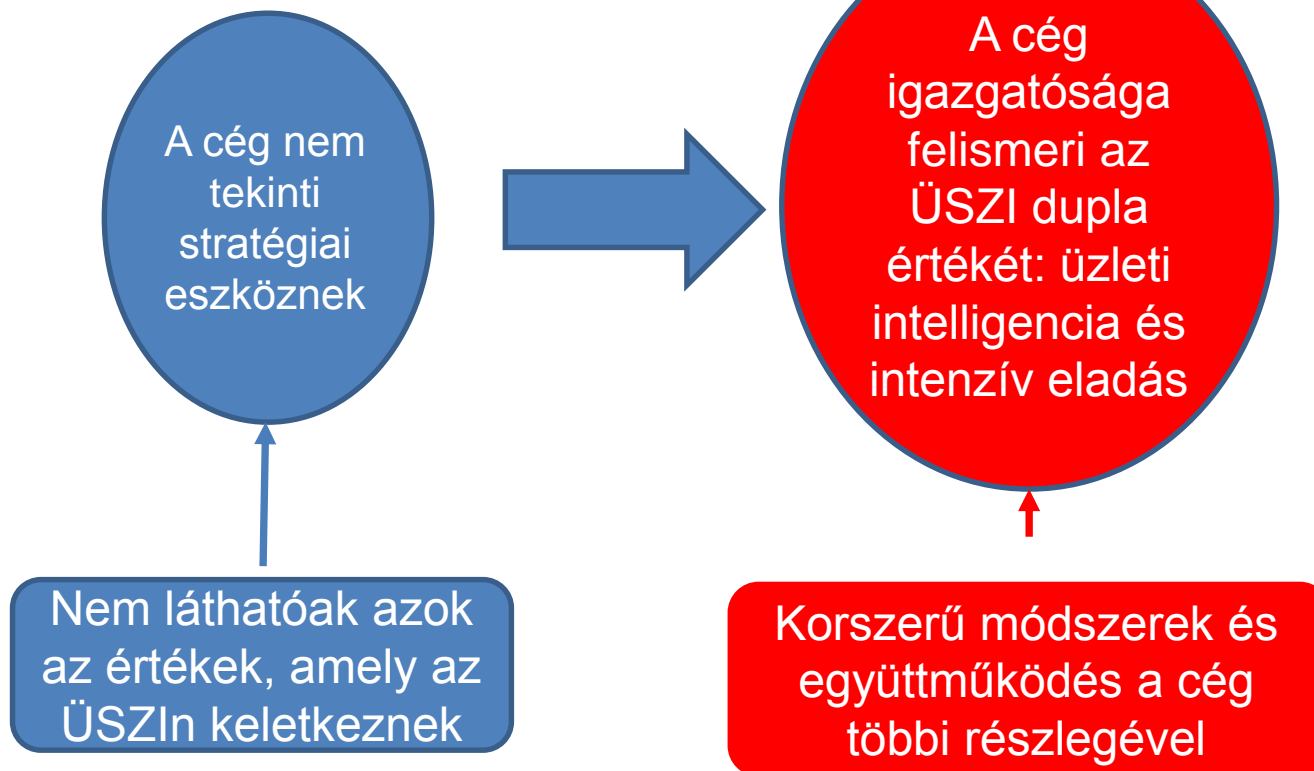 A cég nem
tekinti
stratégiai
eszköznek
A cég
igazgatósága
felismeri az
ÜSZI dupla
értékét: üzleti
intelligencia és
intenzív eladás
Nem láthatóak azok
az értékek, amely az
ÜSZIn keletkeznek
Korszerű módszerek és
együttműködés a cég
többi részlegével